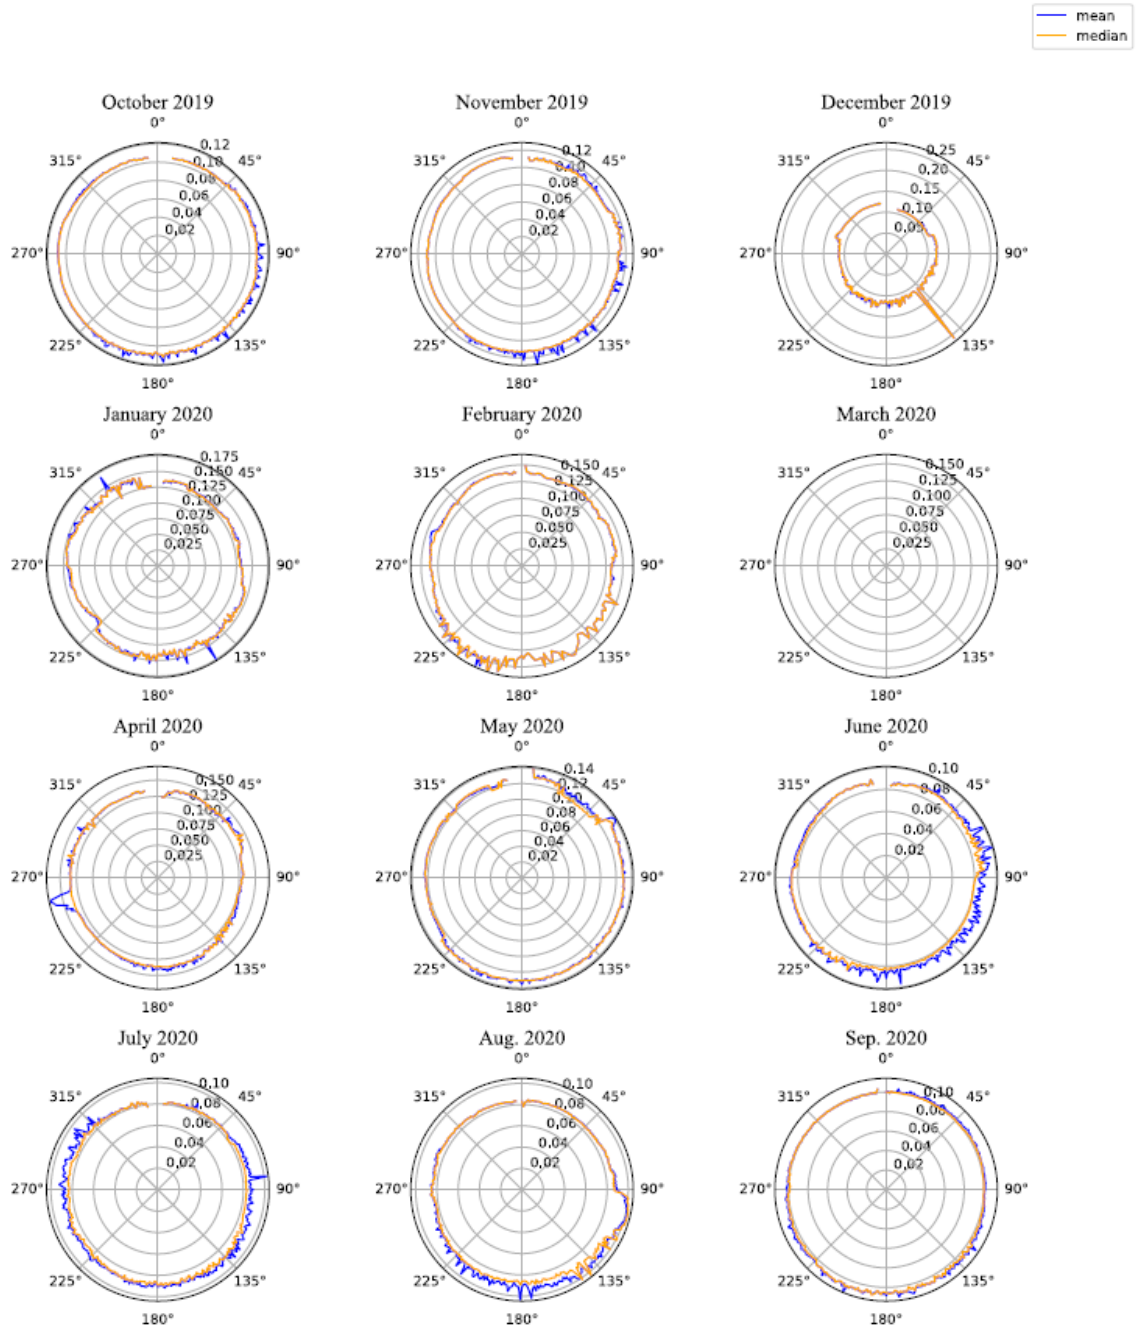 mean
median
October 2019 November 2019 December 2019
0° 0° 0°
315° 0.12 45° 315° 0.12 45° 315° 0.25 45°
0.10 0.10 0.20
0.08 0.08 0.15
0.06 0.06 0.10
0.04 0.04 0.05
0.02 0.02
270° 90° 270° 90° 270° 90°
225° 135° 225° 135° 225° 135°
180° 180° 180°
January 2020 February 2020 March 2020
0° 0° 0°
315° 0.175 45° 315° 0.150 45° 315° 0.150 45°
0.150 0.125 0.125
0.125 0.100 0.100
0.100 0.075 0.075
0.075 0.050 0.050
0.050 0.025 0.025
0.025
270° 90° 270° 90° 270° 90°
225° 135° 225° 135° 225° 135°
180° 180° 180°
April 2020 May 2020 June 2020
0° 0° 0°
315° 0.150 45° 315° 0.14 45° 315° 0.10 45°
0.125 0.12 0.08
0.100 0.10 0.06
0.075 0.08 0.04
0.050 0.06 0.02
0.025 0.04
0.02
270° 90° 270° 90° 270° 90°
225° 135° 225° 135° 225° 135°
180° 180° 180°
July 2020 Aug. 2020 Sep. 2020
0° 0° 0°
315° 0.10 45° 315° 0.10 45° 315° 0.10 45°
0.08 0.08 0.08
0.06 0.06 0.06
0.04 0.04 0.04
0.02 0.02 0.02
270° 90° 270° 90° 270° 90°
225° 135° 225° 135° 225° 135°
180° 180° 180°